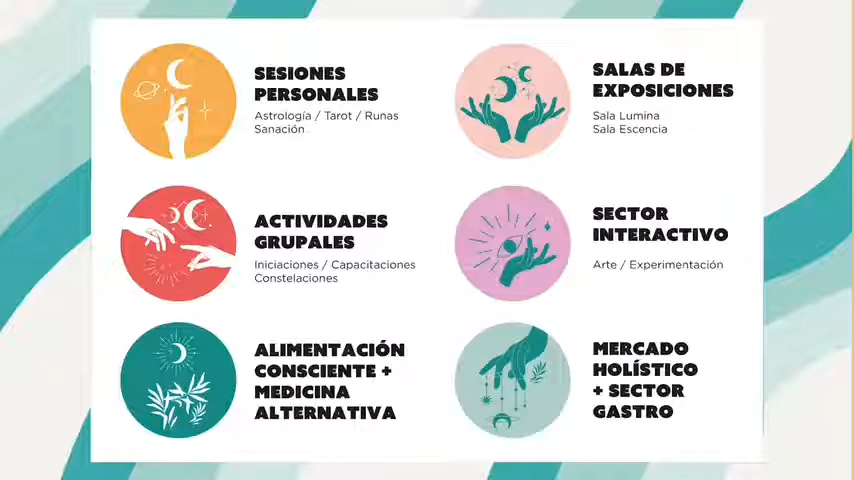 SESIONES
PERSONALES
Astrología / Tarot / Runas
Sanación
SALAS DE
EXPOSICIONES
Sala Lumina
Sala Escencia
ACTIVIDADES
GRUPALES
Iniciaciones / Capacitaciones
Constelaciones
SECTOR
INTERACTIVO
Arte / Experimentación
ALIMENTACIÓN
CONSCIENTE +
MEDICINA
ALTERNATIVA
MERCADO
HOLÍSTICO
+ SECTOR
GASTRO